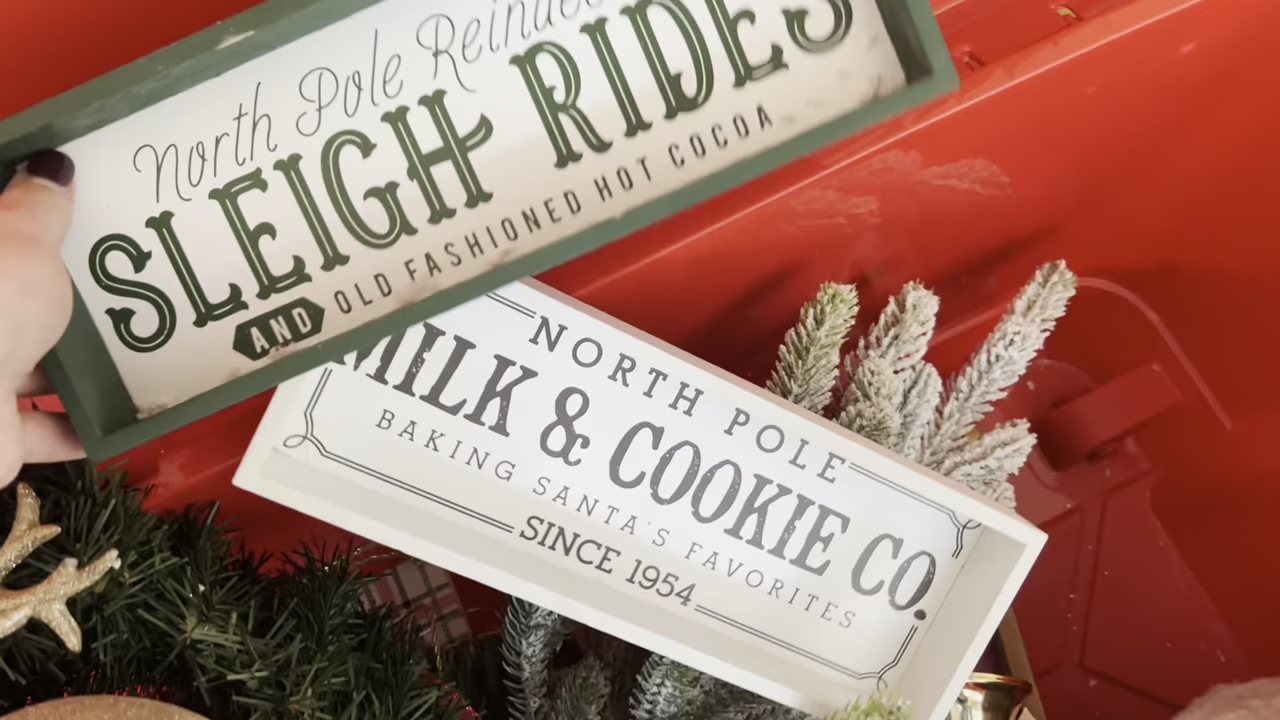 North Pole
SLEIGH RIDES
AND OLD FASHIONED HOT COCOA
NORTH POLE
MILK & COOKIE CO.
BAKING SANTA'S FAVORITES
SINCE 1954